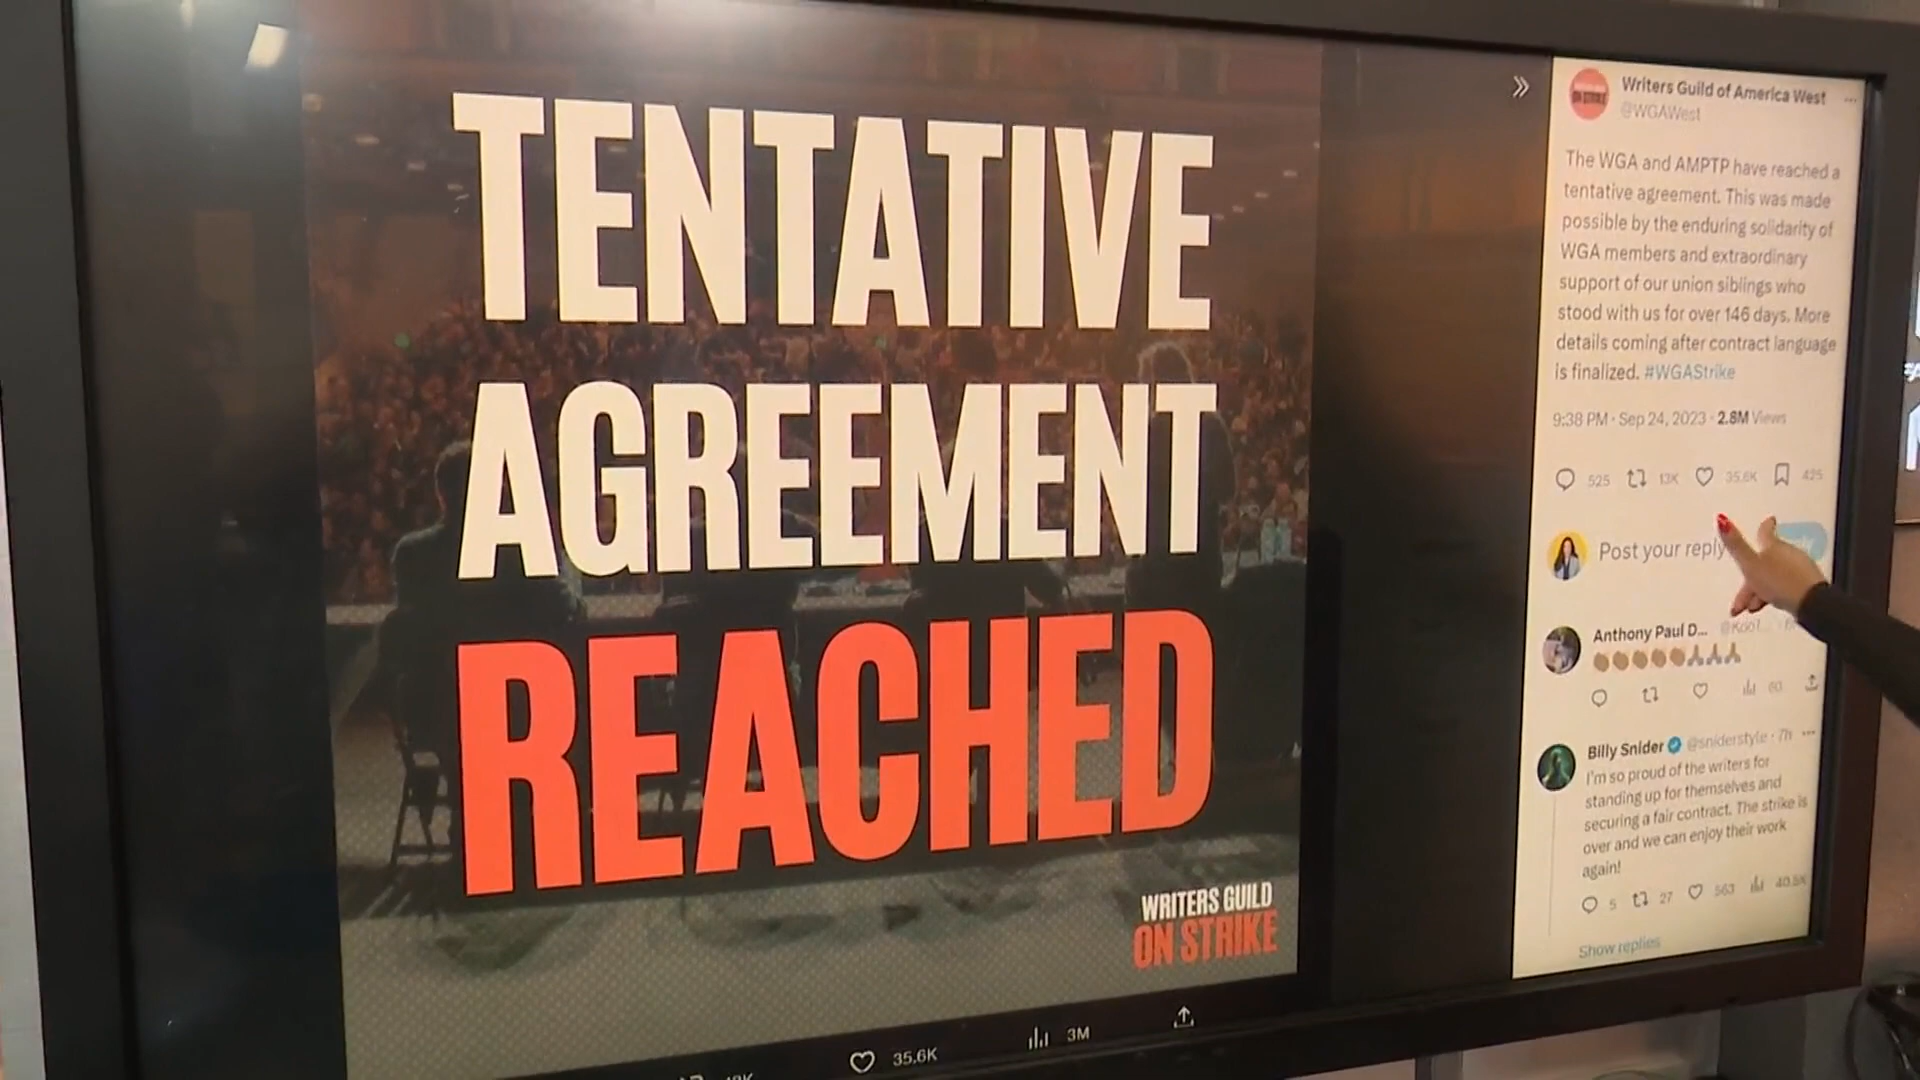 TENTATIVE
AGREEMENT
REACHED
WRITERS GUILD
ON STRIKE
35.6K
3M
Writers Guild of America West
@WGAWest
The WGA and AMPTP have reached a
tentative agreement. This was made
possible by the enduring solidarity of
WGA members and extraordinary
support of our union siblings who
stood with us for over 146 days. More
details coming after contract language
is finalized. #WGAStrike
9:38 PM · Sep 24, 2023 · 2.8M Views
525 13K 35.6K 425
Post your reply
Anthony Paul D...
60
Billy Snider @sniderstyle · 7h
I'm so proud of the writers for
standing up for themselves and
securing a fair contract. The strike is
over and we can enjoy their work
again!
5 27 563 40.5K
Show replies